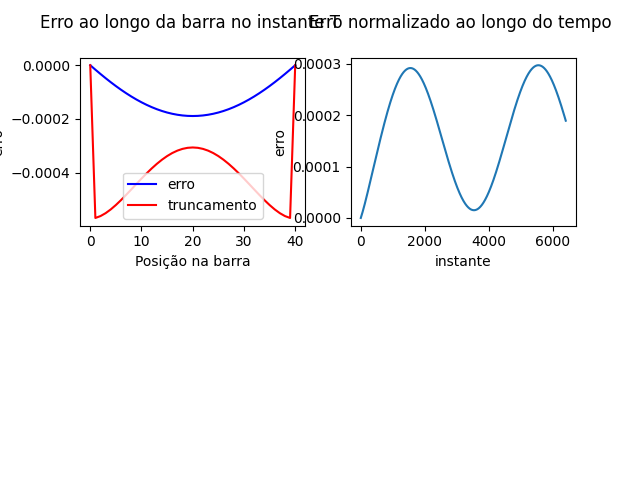 Erro ao longo da barra no instante T
Erro normalizado ao longo do tempo
0.0000
−0.0002
−0.0004
erro
erro
truncamento
0
10
20
30
40
Posição na barra
0.0003
0.0002
0.0001
0.0000
erro
0
2000
4000
6000
instante